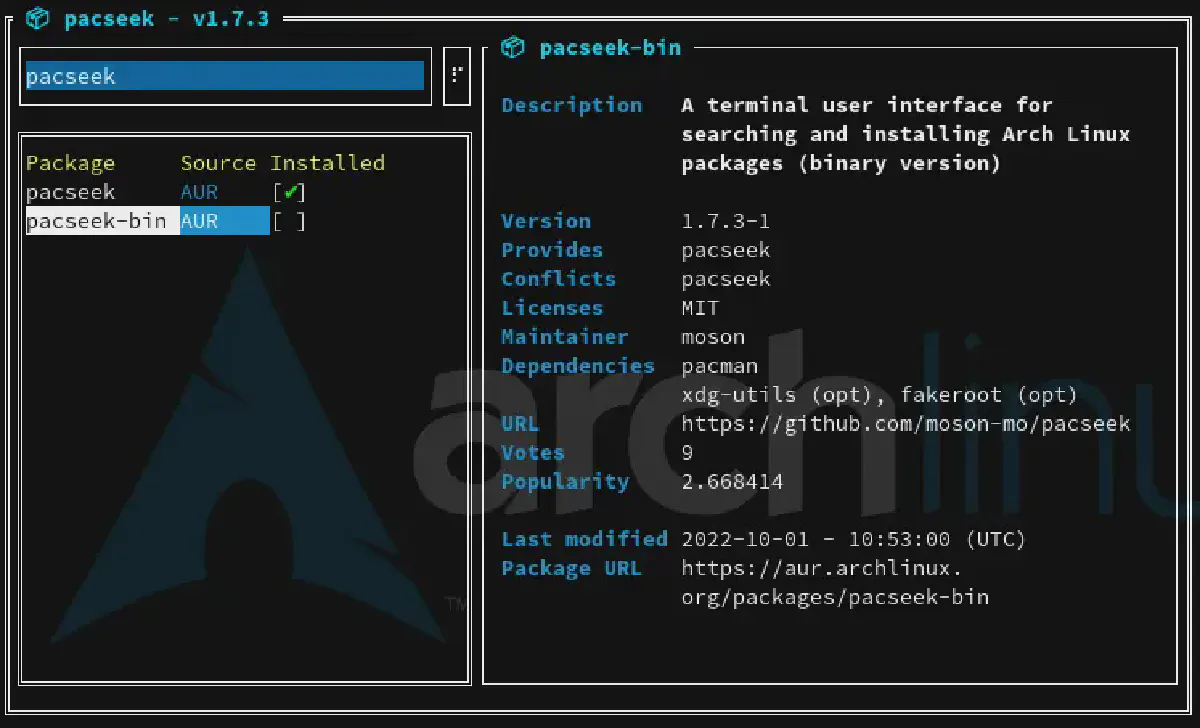 pacseek - v1.7.3
pacseek
Package Source Installed
pacseek AUR [✔]
pacseek-bin AUR [ ]
pacseek-bin
Description A terminal user interface for
searching and installing Arch Linux
packages (binary version)
Version 1.7.3-1
Provides pacseek
Conflicts pacseek
Licenses MIT
Maintainer moson
Dependencies pacman
xdg-utils (opt), fakeroot (opt)
URL https://github.com/moson-mo/pacseek
Votes 9
Popularity 2.668414
Last modified 2022-10-01 - 10:53:00 (UTC)
Package URL https://aur.archlinux.
org/packages/pacseek-bin
archlinu
TM